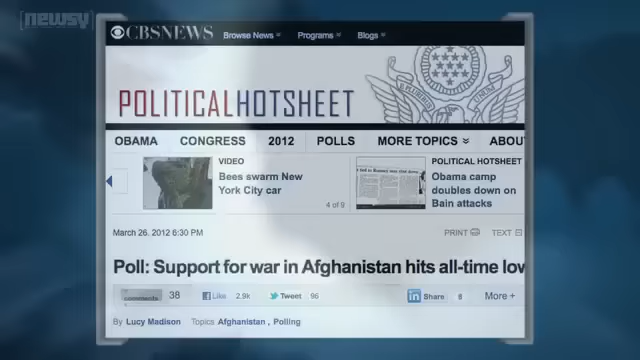 [newsy]
CBSNEWS Browse News Programs Blogs
POLITICALHOTSHEET
OBAMA CONGRESS 2012 POLLS MORE TOPICS ABOU
VIDEO
Bees swarm New
York City car
4 of 9
POLITICAL HOTSHEET
Obama camp
doubles down on
Bain attacks
March 26, 2012 6:30 PM PRINT TEXT
Poll: Support for war in Afghanistan hits all-time low
comments 38 Like 2.9k Tweet 96 in Share 8 More +
By Lucy Madison Topics Afghanistan , Polling